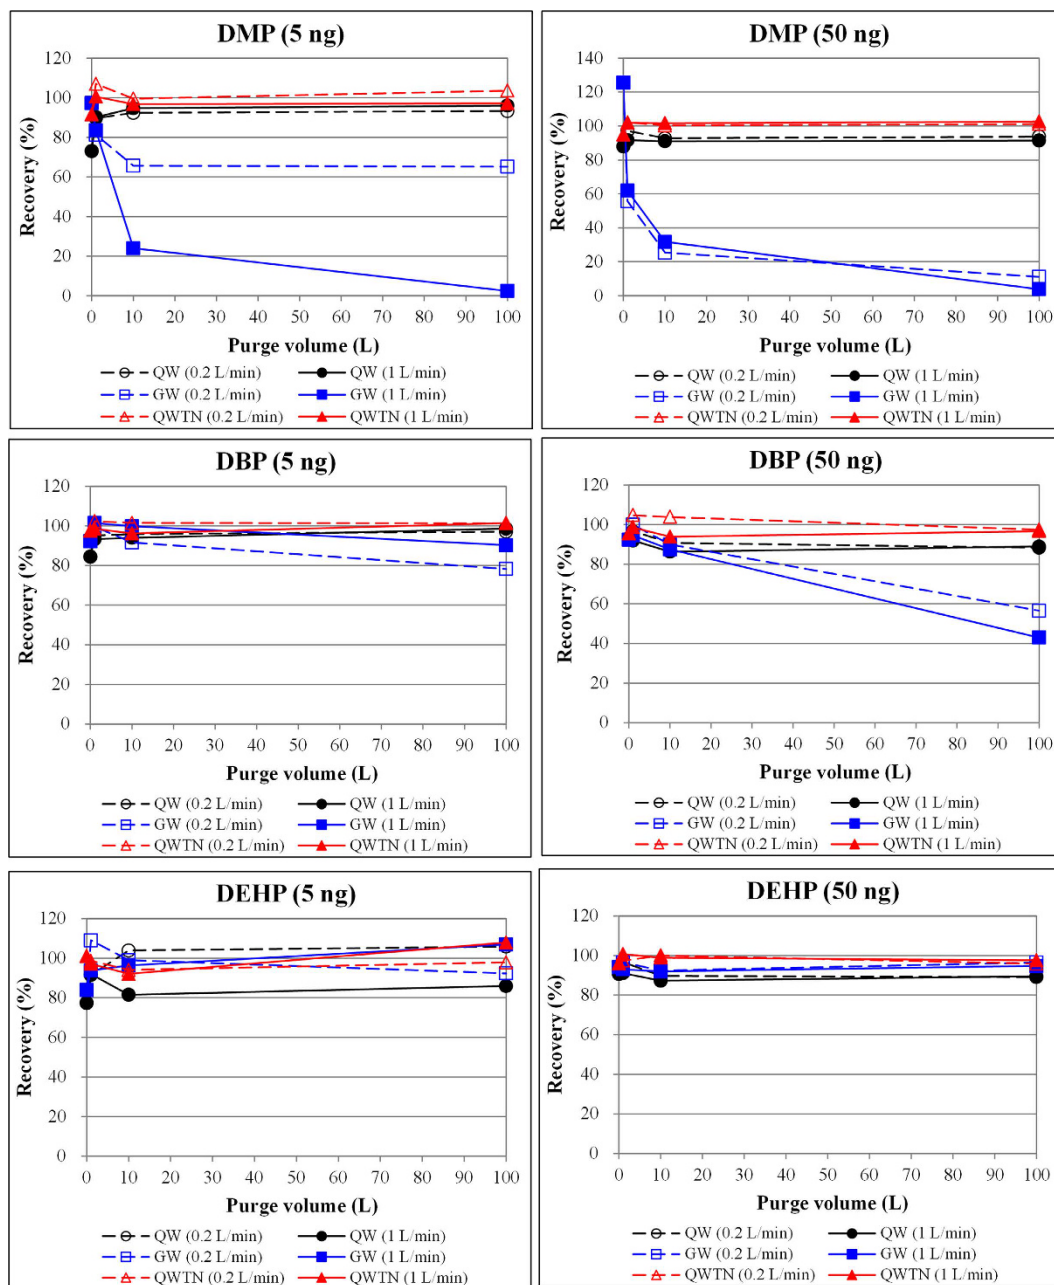 DMP (5 ng)
120
100
80
60
40
20
0
Recovery (%)
0 10 20 30 40 50 60 70 80 90 100
Purge volume (L)
QW (0.2 L/min) QW (1 L/min)
GW (0.2 L/min) GW (1 L/min)
QWTN (0.2 L/min) QWTN (1 L/min)
DMP (50 ng)
140
120
100
80
60
40
20
0
Recovery (%)
0 10 20 30 40 50 60 70 80 90 100
Purge volume (L)
QW (0.2 L/min) QW (1 L/min)
GW (0.2 L/min) GW (1 L/min)
QWTN (0.2 L/min) QWTN (1 L/min)
DBP (5 ng)
120
100
80
60
40
20
0
Recovery (%)
0 10 20 30 40 50 60 70 80 90 100
Purge volume (L)
QW (0.2 L/min) QW (1 L/min)
GW (0.2 L/min) GW (1 L/min)
QWTN (0.2 L/min) QWTN (1 L/min)
DBP (50 ng)
120
100
80
60
40
20
0
Recovery (%)
0 10 20 30 40 50 60 70 80 90 100
Purge volume (L)
QW (0.2 L/min) QW (1 L/min)
GW (0.2 L/min) GW (1 L/min)
QWTN (0.2 L/min) QWTN (1 L/min)
DEHP (5 ng)
120
100
80
60
40
20
0
Recovery (%)
0 10 20 30 40 50 60 70 80 90 100
Purge volume (L)
QW (0.2 L/min) QW (1 L/min)
GW (0.2 L/min) GW (1 L/min)
QWTN (0.2 L/min) QWTN (1 L/min)
DEHP (50 ng)
120
100
80
60
40
20
0
Recovery (%)
0 10 20 30 40 50 60 70 80 90 100
Purge volume (L)
QW (0.2 L/min) QW (1 L/min)
GW (0.2 L/min) GW (1 L/min)
QWTN (0.2 L/min) QWTN (1 L/min)